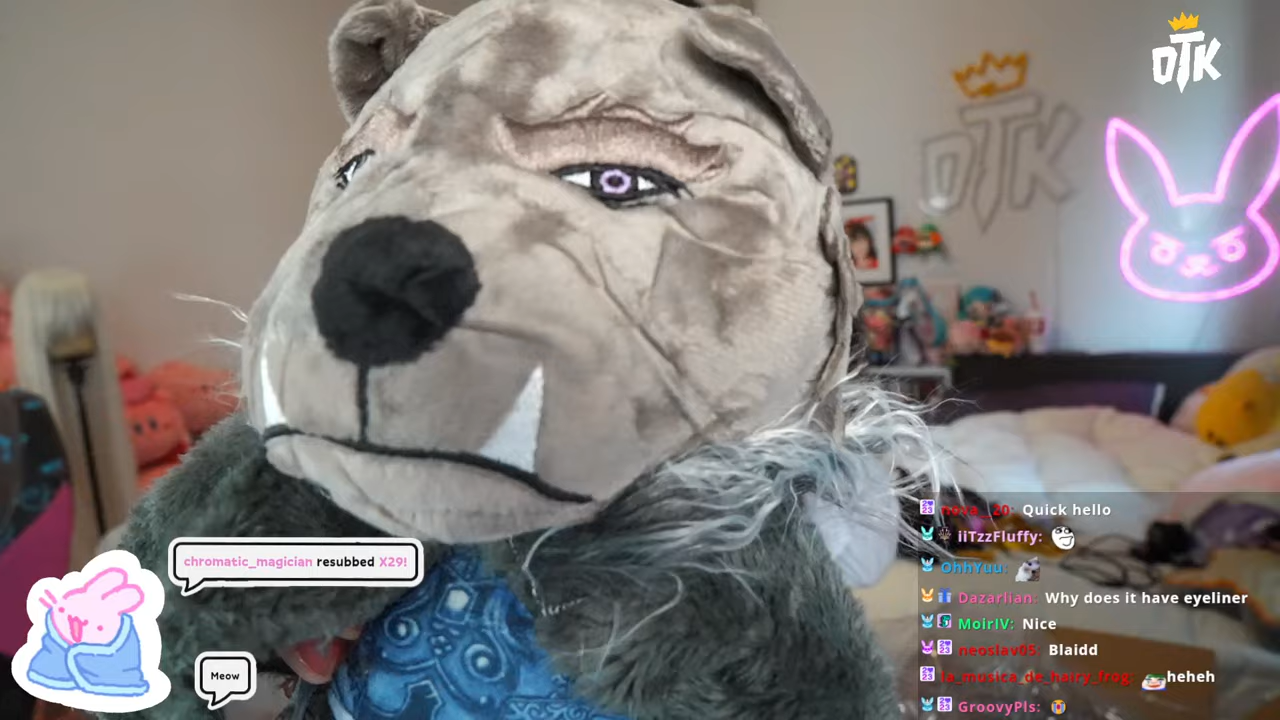 OTK
OTK
chromatic_magician resubbed X29!
Meow
nova__20: Quick hello
iiTzzFluffy:
OhhYuu:
Dazarlian: Why does it have eyeliner
MoirIV: Nice
neoslav05: Blaidd
la_musica_de_hairy_frog: heheh
GroovyPls: